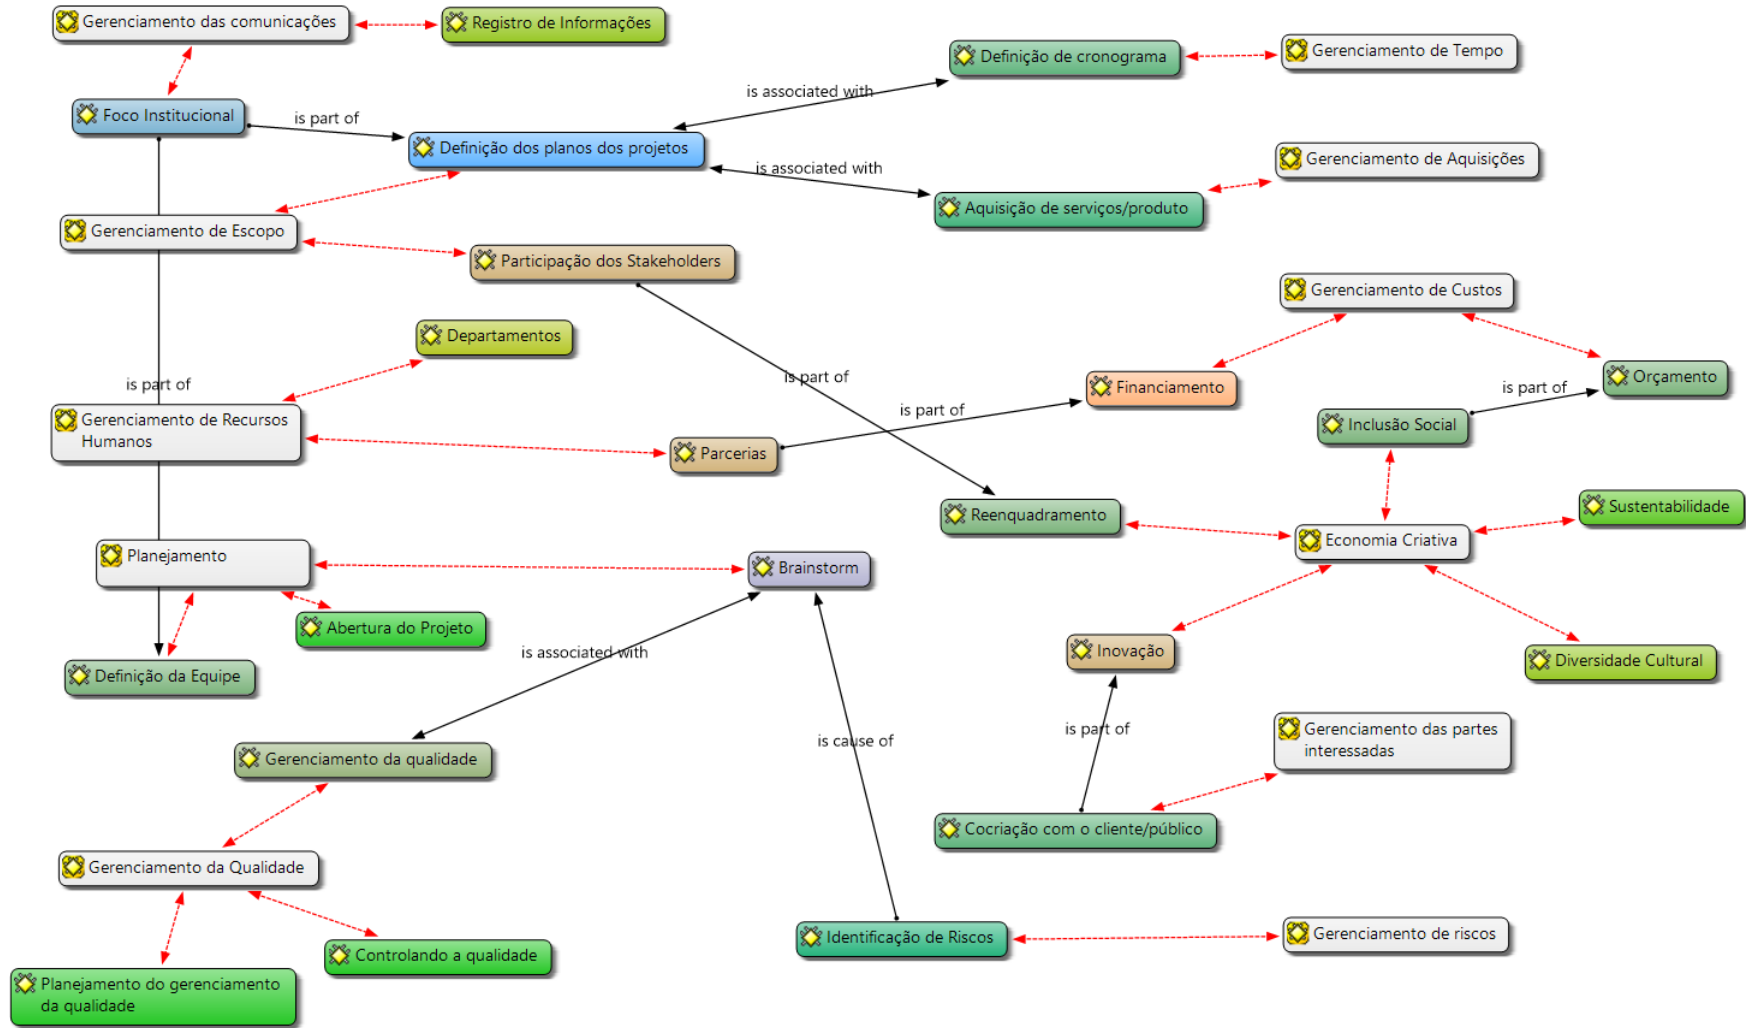 Gerenciamento das comunicações
Registro de Informações
Definição de cronograma
Gerenciamento de Tempo
is associated with
Foco Institucional
is part of
Definição dos planos dos projetos
is associated with
Gerenciamento de Aquisições
Aquisição de serviços/produto
Gerenciamento de Escopo
Participação dos Stakeholders
Gerenciamento de Custos
Departamentos
is part of
is part of
Financiamento
Orçamento
is part of
is part of
Gerenciamento de Recursos
Humanos
Inclusão Social
Parcerias
Reenquadramento
Sustentabilidade
Economia Criativa
Planejamento
Brainstorm
Abertura do Projeto
is associated with
Inovação
Diversidade Cultural
Definição da Equipe
is part of
Gerenciamento das partes
interessadas
is cause of
Gerenciamento da qualidade
Cocriação com o cliente/público
Gerenciamento da Qualidade
Identificação de Riscos
Gerenciamento de riscos
Controlando a qualidade
Planejamento do gerenciamento
da qualidade